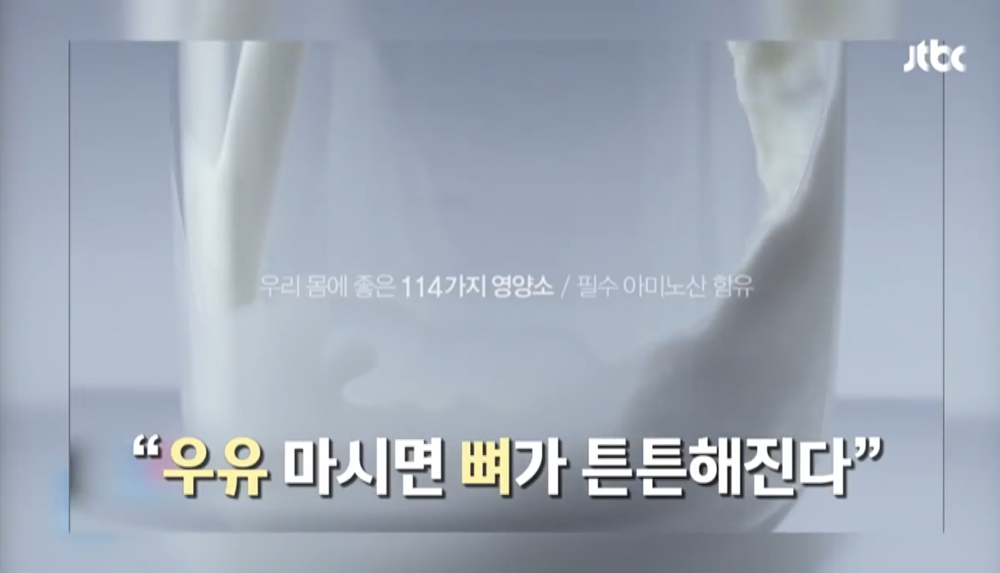 jtbc
우리 몸에 좋은 114가지 영양소 / 필수 아미노산 함유
“우유 마시면 뼈가 튼튼해진다”